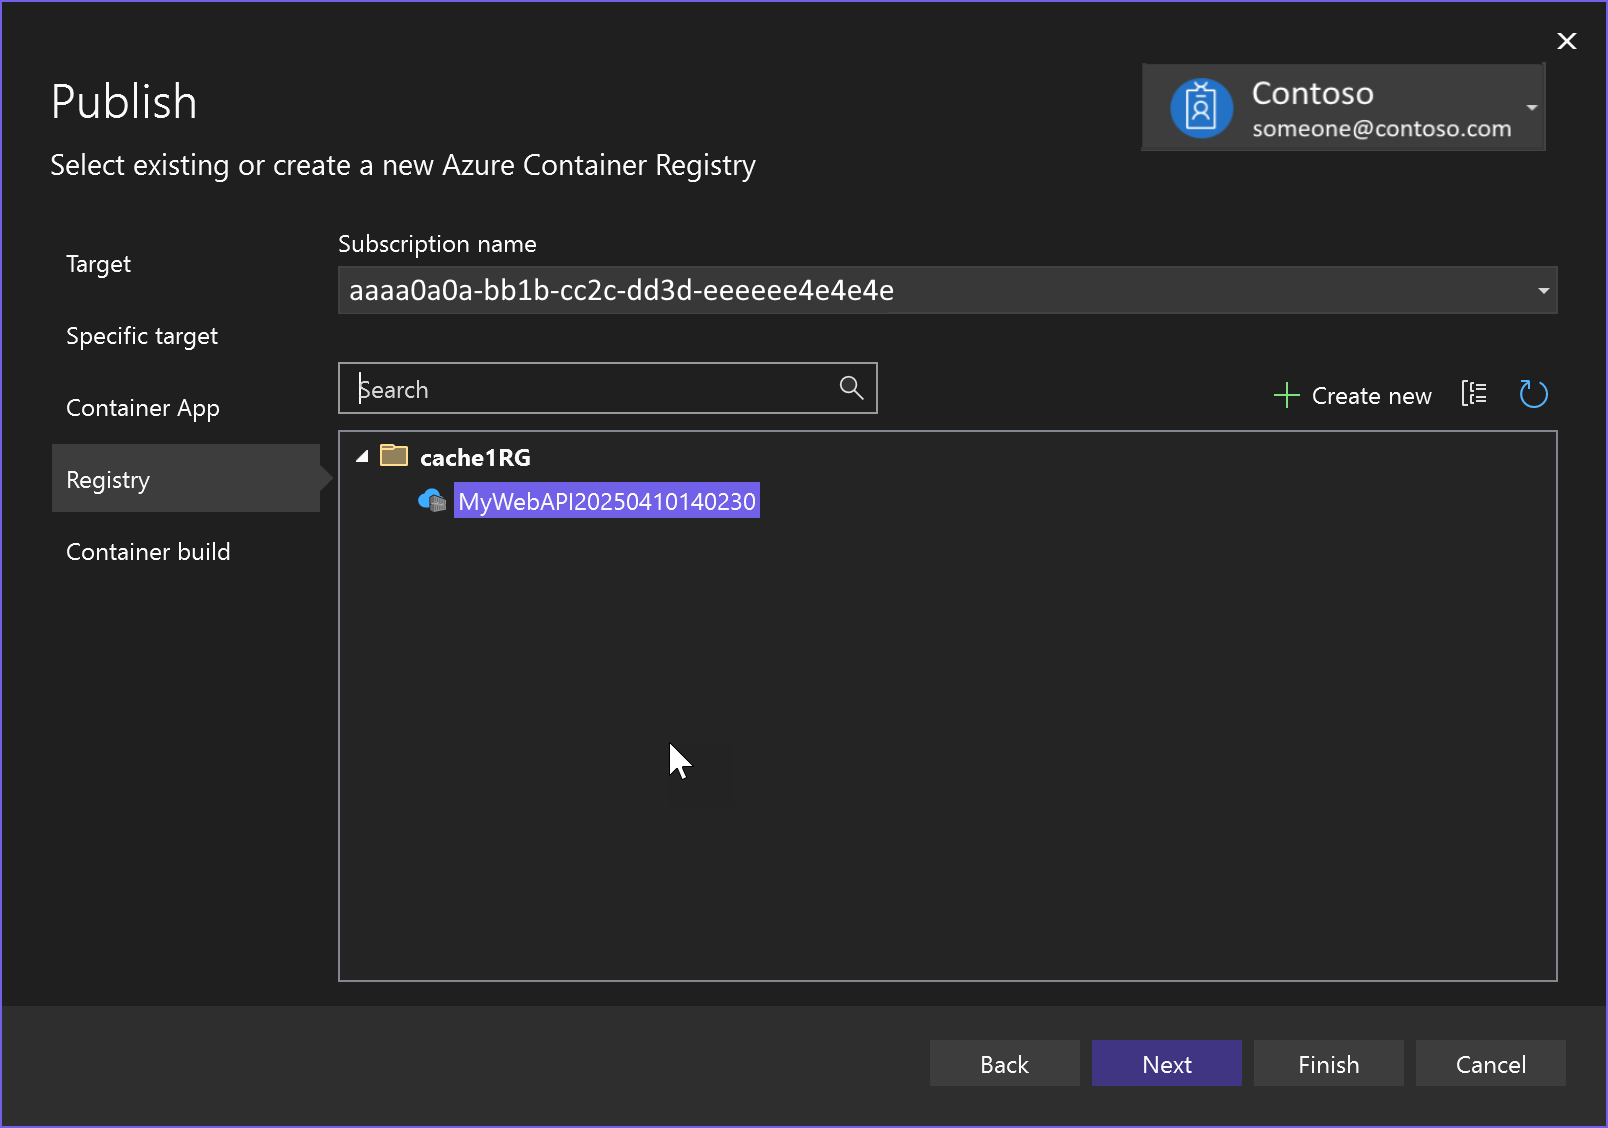 Publish
Select existing or create a new Azure Container Registry
Contoso
someone@contoso.com
Target
Specific target
Container App
Registry
Container build
Subscription name
aaaa0a0a-bb1b-cc2c-dd3d-eeeeee4e4e4e
Search
Create new
cache1RG
MyWebAPI20250410140230
Back
Next
Finish
Cancel